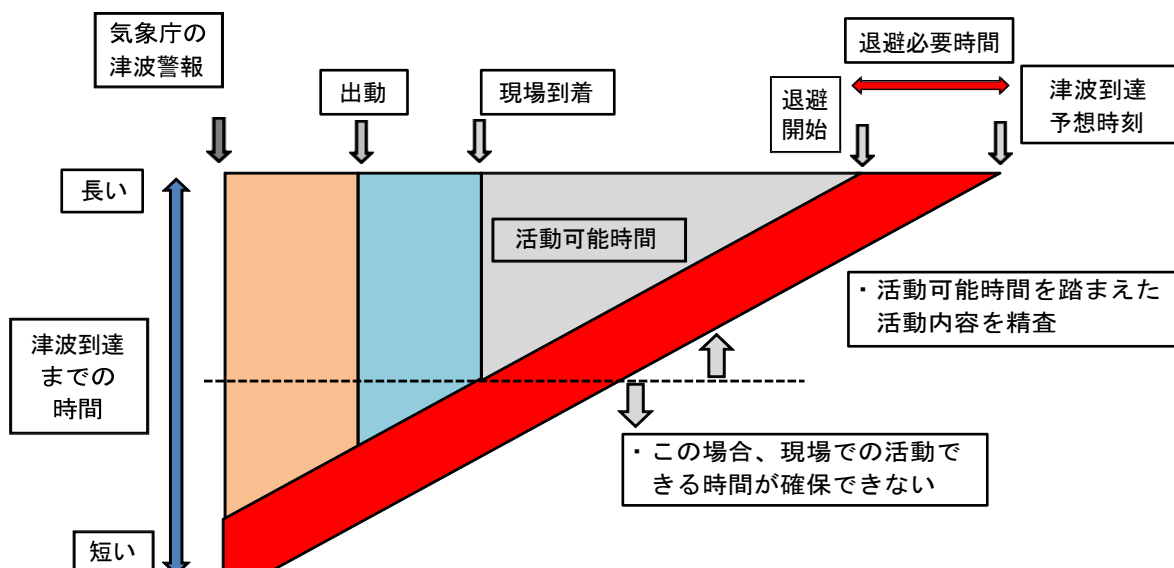 気象庁の
津波警報
出動
現場到着
退避必要時間
退避
開始
津波到達
予想時刻
長い
活動可能時間
・活動可能時間を踏まえた
活動内容を精査
津波到達
までの
時間
・この場合、現場での活動で
きる時間が確保できない
短い